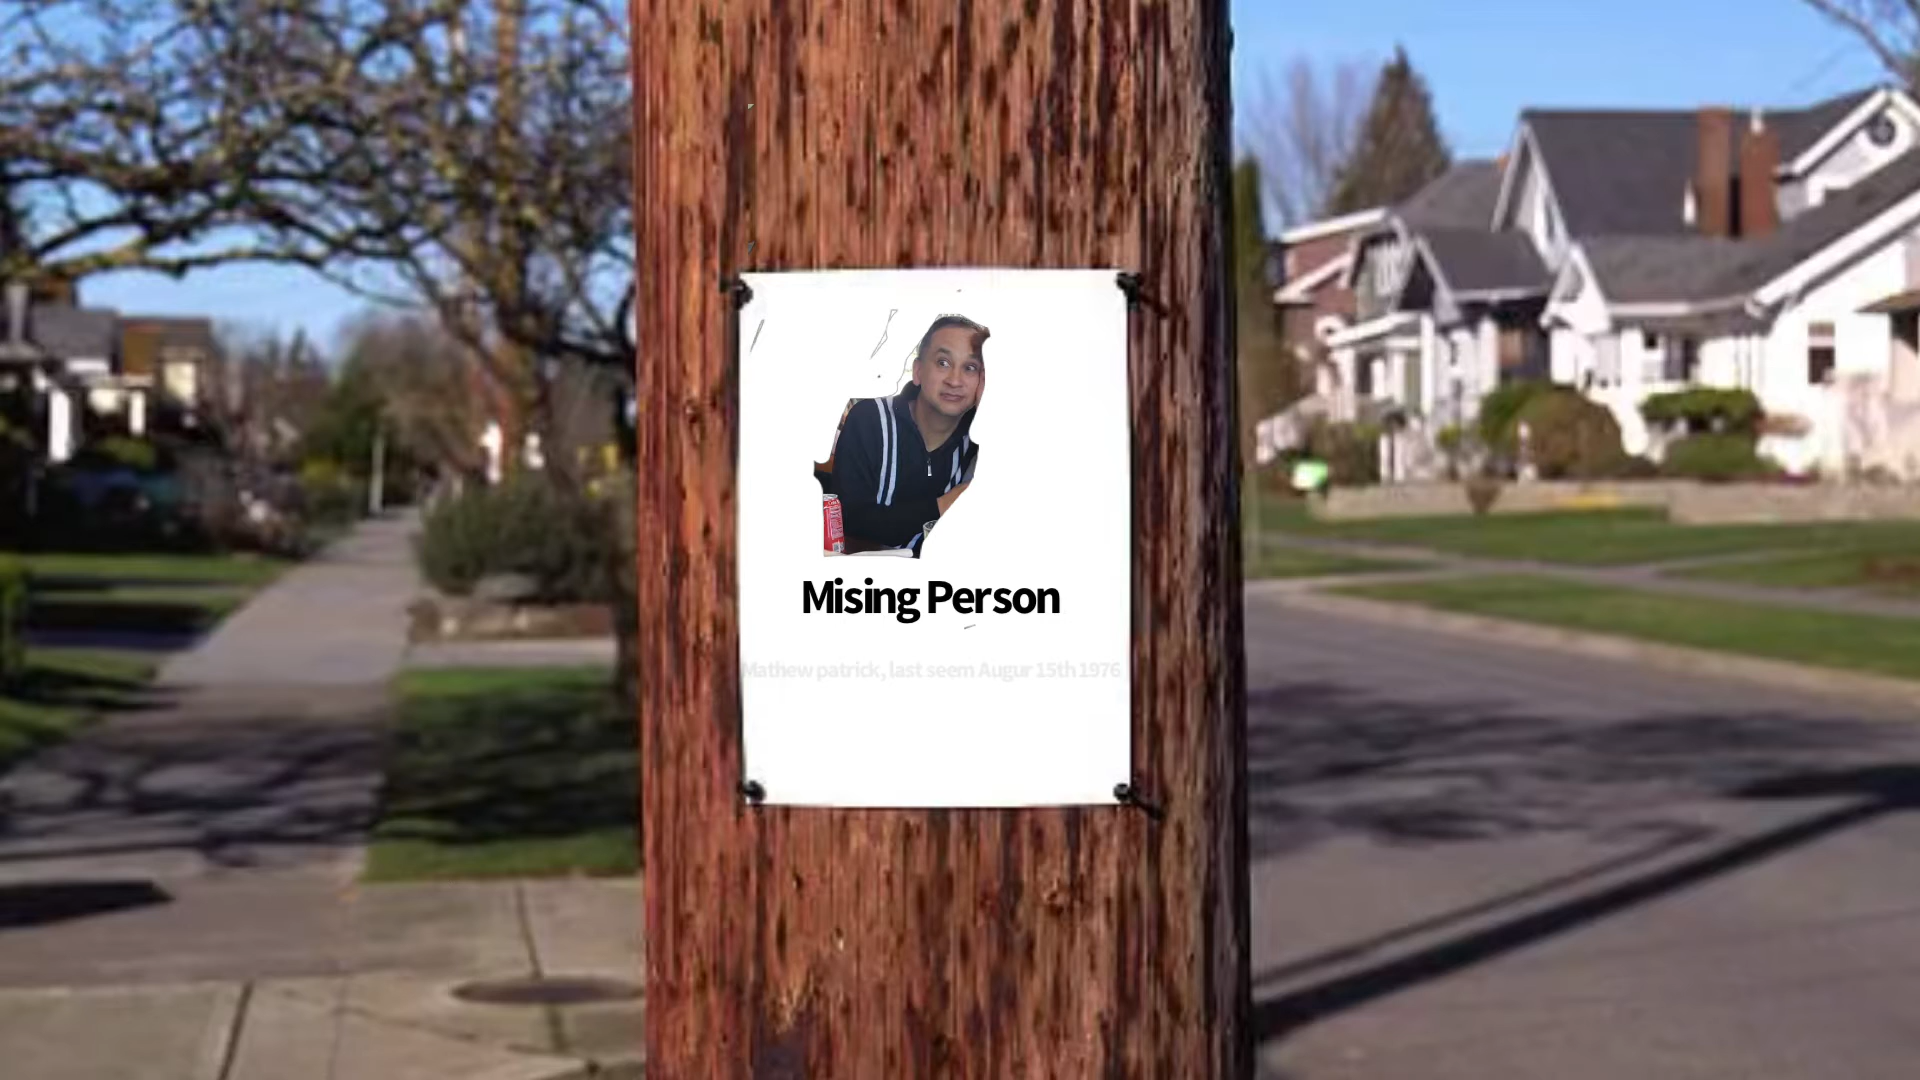 Mising Person
Mathew patrick, last seem Augur 15th 1976